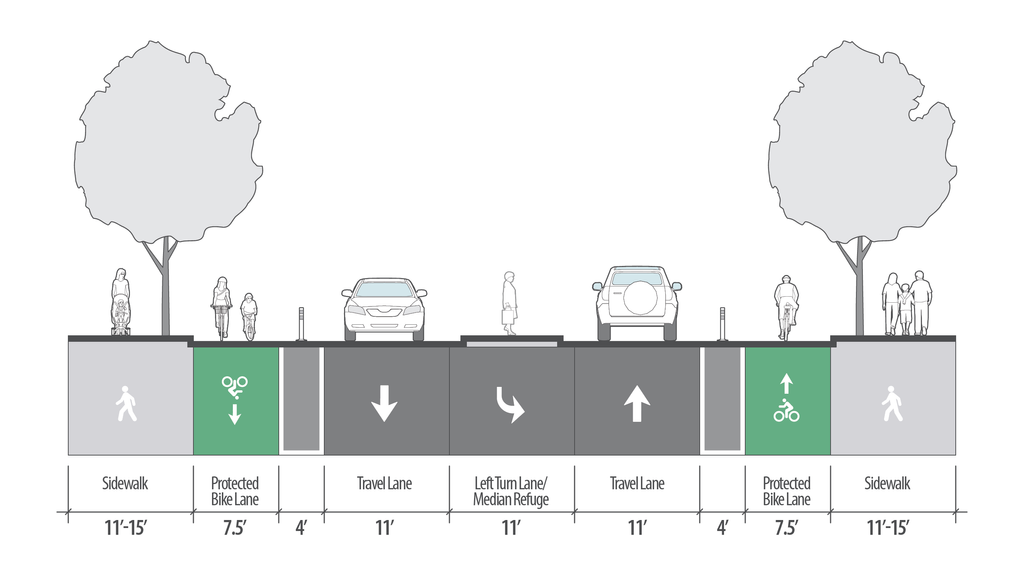 Sidewalk
Protected
Bike Lane
Travel Lane
Left Turn Lane/
Median Refuge
Travel Lane
Protected
Bike Lane
Sidewalk
11’-15’
7.5’
4’
11’
11’
11’
4’
7.5’
11’-15’